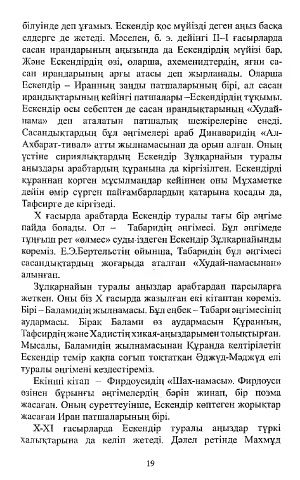 білуінде деп ұғамыз. Ескендір қос мүйізді деген аңыз басқа
елдерге де жетеді. Мәселен, б. э. дейінгі II–I ғасырларда
сасан ирандарының аңызында да Ескендірдің мүйізі бар.
Және Ескендірдің өзі, оларша, ахеменидтердің, яғни са-
сан ирандарының арғы атасы деп жырланады. Оларша
Ескендір – Иранның заңды патшаларының бірі, ал сасан
ирандықтарының кейінгі патшалары –Ескендірдің тұқымы.
Ескендір осы себептен де сасан ирандықтарының «Худай-
нама» деп аталатын патшалық шежірелеріне енеді.
Сасандықтардың бұл әңгімелері араб Динаваридің «Ал-
Ахбарат-тивал» атты жылнамасынан да орын алған. Оның
үстіне сириялықтардың Ескендір Зұлқарнайын туралы
аңыздары арабтардың құранына да кіргізілген. Ескендірді
құраннан көрген мұсылмандар кейіннен оны Мұхаметке
дейін өмір сүрген пайғамбарлардың қатарына қосады да,
Тафсирге де кіргізеді.
X ғасырда арабтарда Ескендір туралы тағы бір әңгіме
пайда болады. Ол – Табаридің әңгімесі. Бұл әңгімеде
тұңғыш рет «өлмес» суды іздеген Ескендір Зұлқарнайынды
көреміз. Е.Э.Бертельстің ойынша, Табаридің бұл әңгімесі
сасандықтардың жоғарыда аталған «Худай-намасынан»
алынған.
Зұлқарнайын туралы аңыздар арабтардан парсыларға
жеткен. Оны біз X ғасырда жазылған екі кітаптан көреміз.
Бірі – Баламидің жылнамасы. Бұл еңбек – Табари әңгімесінің
аудармасы. Бірақ Балами өз аудармасын Құранның,
Тафсирдің және Хадистің хикая-аңыздарымен толықтырған.
Мысалы, Баламидің жылнамасынан Құранда келтірілетін
Ескендір темір қақпа соғып тоқтатқан Әджүд-Маджүд елі
туралы әңгімені кездестіреміз.
Екінші кітап – Фирдоусидің «Шах-намасы». Фирдоуси
өзінен бұрынғы әңгімелердің бәрін жинап, бір поэма
жасаған. Оның суреттеуінше, Ескендір көптеген жорықтар
жасағай Иран патшаларының бірі.
X-XI ғасырларда Ескендір туралы аңыздар түркі
халықтарына да келіп жетеді. Дәлел ретінде Махмұд
19